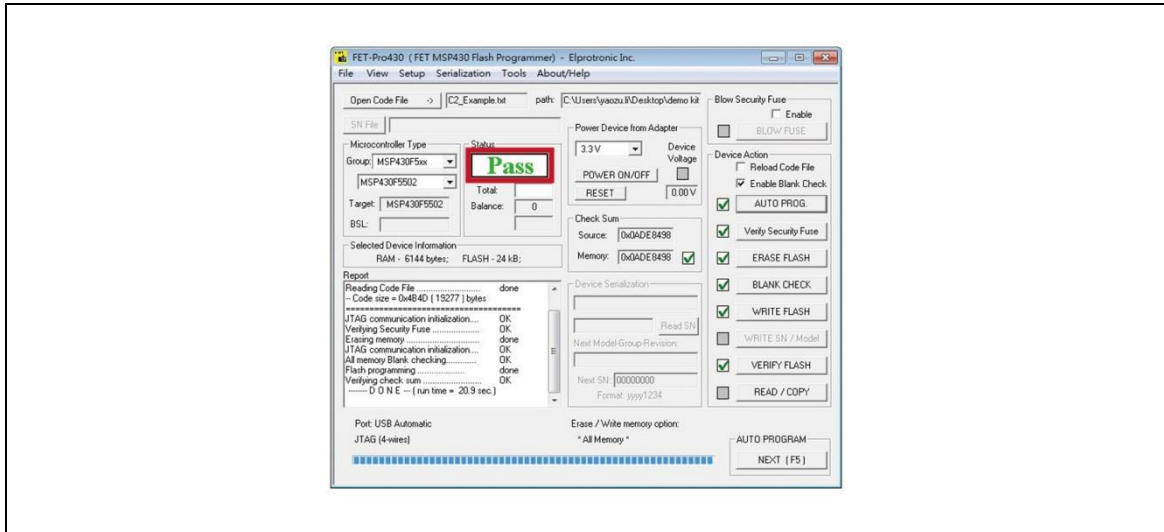 FET-Pro430 ( FET MSP430 Flash Programmer) - Elprotronic Inc.
File View Setup Serialization Tools About/Help
Open Code File -> C2_Example.txt path: C:\Users\yaozu.li\Desktop\demo kit
SN File
Microcontroller Type
Group: MSP430F5xx
MSP430F5502
Target: MSP430F5502
BSL:
Status
Pass
Total:
Balance: 0
Selected Device Information
RAM - 6144 bytes; FLASH - 24 kB;
Report
Reading Code File ........................... done
-- Code size = 0x4B4D ( 19277 ) bytes
=====================================
JTAG communication initialization.... OK
Verifying Security Fuse ...................... OK
Erasing memory ............................ done
JTAG communication initialization.... OK
All memory Blank checking............. OK
Flash programming ...................... done
Verifying check sum ......................... OK
------- D O N E --- ( run time = 20.9 sec.)
Power Device from Adapter
3.3 V
Device
Voltage
POWER ON/OFF
RESET 0.00 V
Check Sum
Source: 0x0ADE8498
Memory: 0x0ADE8498
Device Serialization
Read SN
Next Model-Group-Revision:
Next SN: 00000000
Format: yyyy1234
Blow Security Fuse
Enable
BLOW FUSE
Device Action
Reload Code File
Enable Blank Check
AUTO PROG.
Verify Security Fuse
ERASE FLASH
BLANK CHECK
WRITE FLASH
WRITE SN / Model
VERIFY FLASH
READ / COPY
Port: USB Automatic
JTAG (4-wires)
Erase / Write memory option:
* All Memory *
AUTO PROGRAM
NEXT ( F5 )